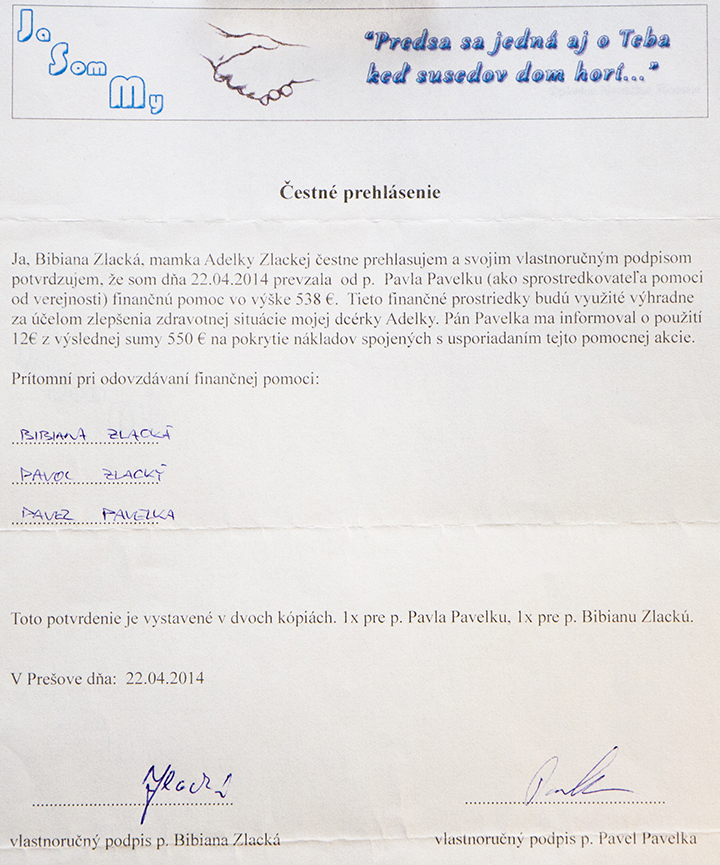 Ja
Som
My
"Predsa sa jedná aj o Teba
keď susedov dom horí..."
Čestné prehlásenie
Ja, Bibiana Zlacká, mamka Adelky Zlackej čestne prehlasujem a svojim vlastnoručným podpisom
potvrdzujem, že som dňa 22.04.2014 prevzala od p. Pavla Pavelku (ako sprostredkovateľa pomoci
od verejnosti) finančnú pomoc vo výške 538 €. Tieto finančné prostriedky budú využité výhradne
za účelom zlepšenia zdravotnej situácie mojej dcérky Adelky. Pán Pavelka ma informoval o použití
12€ z výslednej sumy 550 € na pokrytie nákladov spojených s usporiadaním tejto pomocnej akcie.
Prítomní pri odovzdávaní finančnej pomoci:
BIBIANA ZLACKÁ
PAVOL ZLACKÝ
PAVEL PAVELKA
Toto potvrdenie je vystavené v dvoch kópiách. 1x pre p. Pavla Pavelku, 1x pre p. Bibianu Zlackú.
V Prešove dňa: 22.04.2014
Zlacká
vlastnoručný podpis p. Bibiana Zlacká
vlastnoručný podpis p. Pavel Pavelka